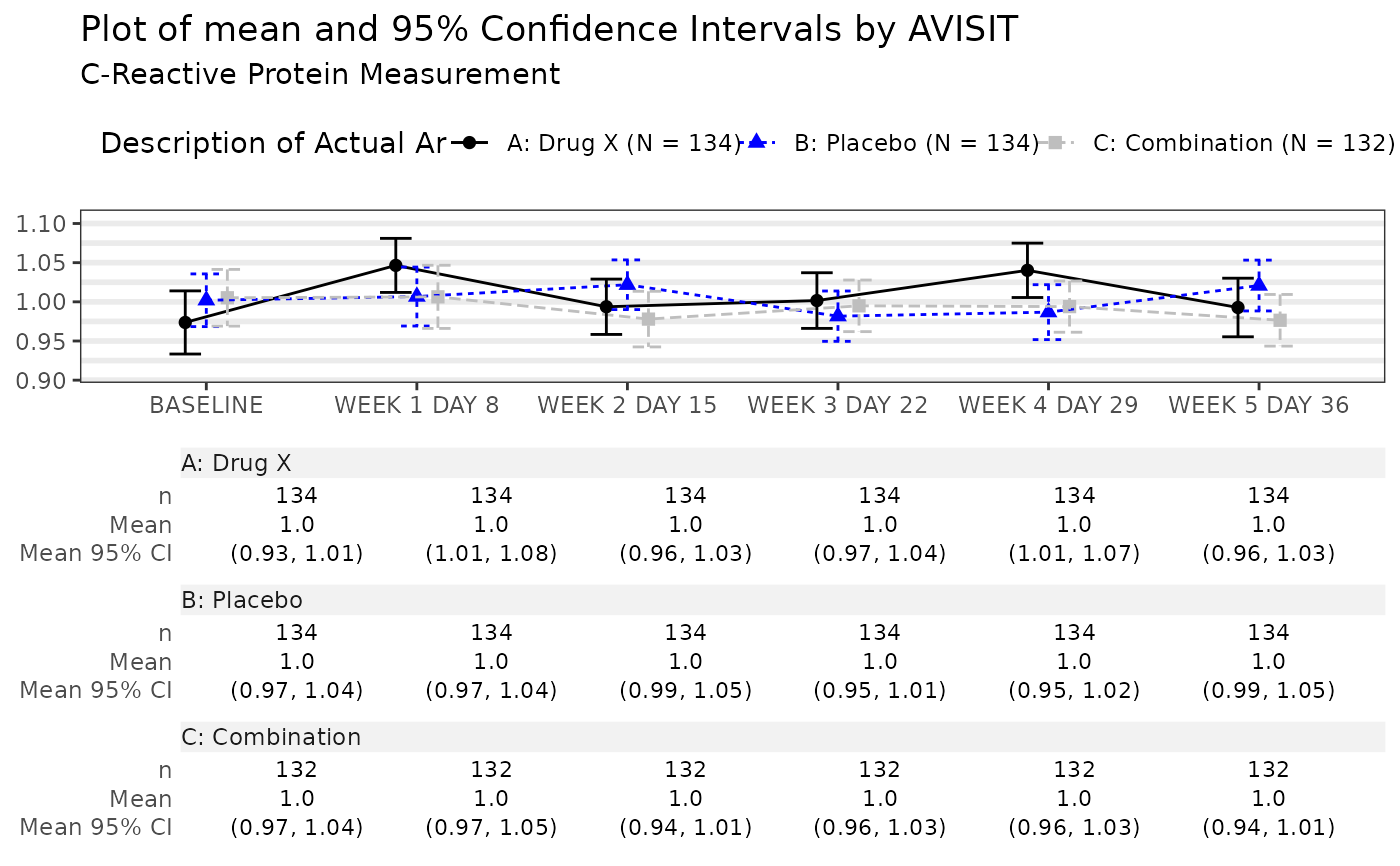 Plot of mean and 95% Confidence Intervals by AVISIT
C-Reactive Protein Measurement
Description of Actual Ar A: Drug X (N = 134) B: Placebo (N = 134) C: Combination (N = 132)
1.10
1.05
1.00
0.95
0.90
BASELINE WEEK 1 DAY 8 WEEK 2 DAY 15 WEEK 3 DAY 22 WEEK 4 DAY 29 WEEK 5 DAY 36
A: Drug X
n 134 134 134 134 134 134
Mean 1.0 1.0 1.0 1.0 1.0 1.0
Mean 95% CI (0.93, 1.01) (1.01, 1.08) (0.96, 1.03) (0.97, 1.04) (1.01, 1.07) (0.96, 1.03)
B: Placebo
n 134 134 134 134 134 134
Mean 1.0 1.0 1.0 1.0 1.0 1.0
Mean 95% CI (0.97, 1.04) (0.97, 1.04) (0.99, 1.05) (0.95, 1.01) (0.95, 1.02) (0.99, 1.05)
C: Combination
n 132 132 132 132 132 132
Mean 1.0 1.0 1.0 1.0 1.0 1.0
Mean 95% CI (0.97, 1.04) (0.97, 1.05) (0.94, 1.01) (0.96, 1.03) (0.96, 1.03) (0.94, 1.01)